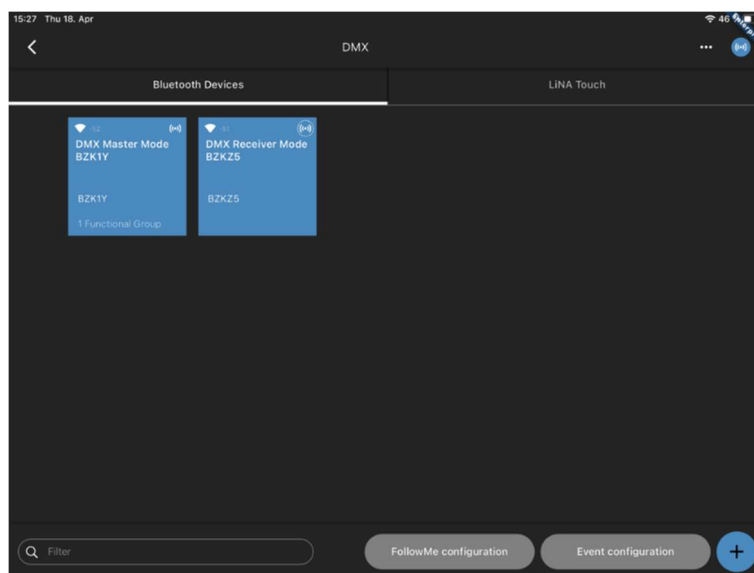 15:27 Thu 18. Apr
46
DMX
Bluetooth Devices
LiNA Touch
DMX Master Mode
BZK1Y
BZK1Y
1 Functional Group
DMX Receiver Mode
BZKZ5
BZKZ5
Filter
FollowMe configuration
Event configuration